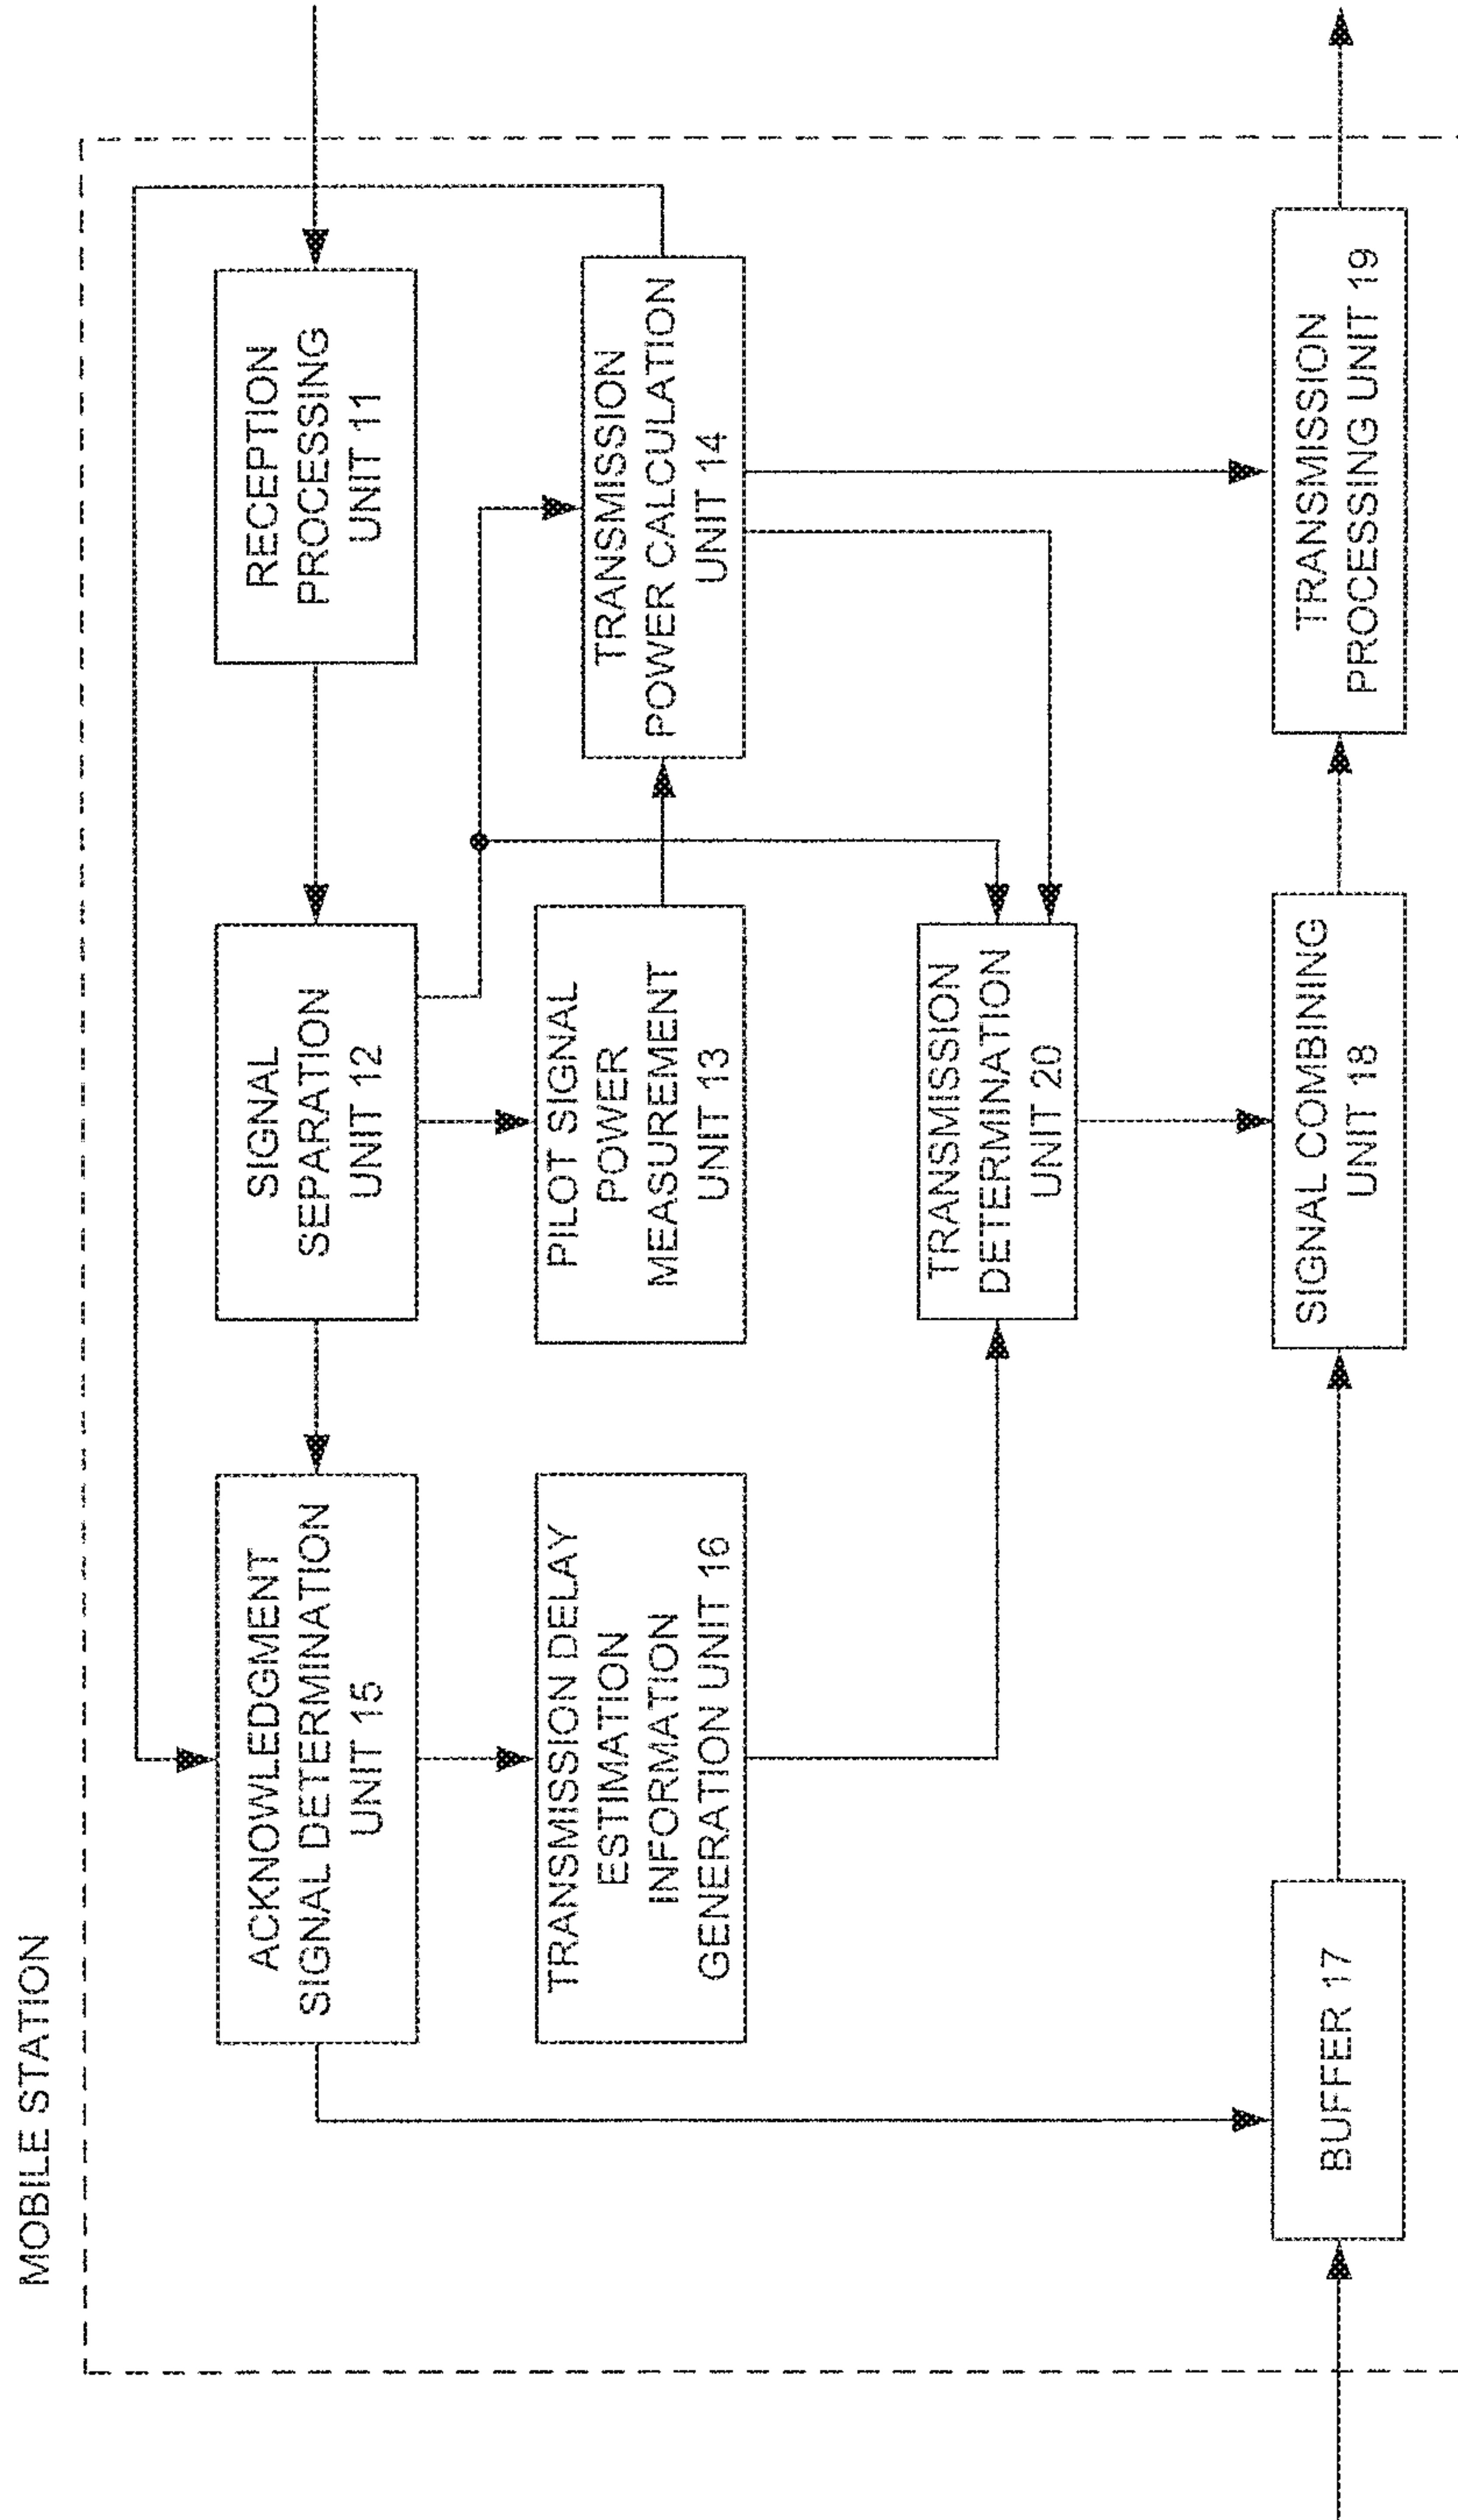 MOBILE STATION
ACKNOWLEDGMENT
SIGNAL DETERMINATION
UNIT 15
SIGNAL
SEPARATION
UNIT 12
RECEPTION
PROCESSING
UNIT 11
TRANSMISSION DELAY
ESTIMATION
INFORMATION
GENERATION UNIT 16
PILOT SIGNAL
POWER
MEASUREMENT
UNIT 13
TRANSMISSION
POWER CALCULATION
UNIT 14
TRANSMISSION
DETERMINATION
UNIT 20
BUFFER 17
SIGNAL COMBINING
UNIT 18
TRANSMISSION
PROCESSING UNIT 19